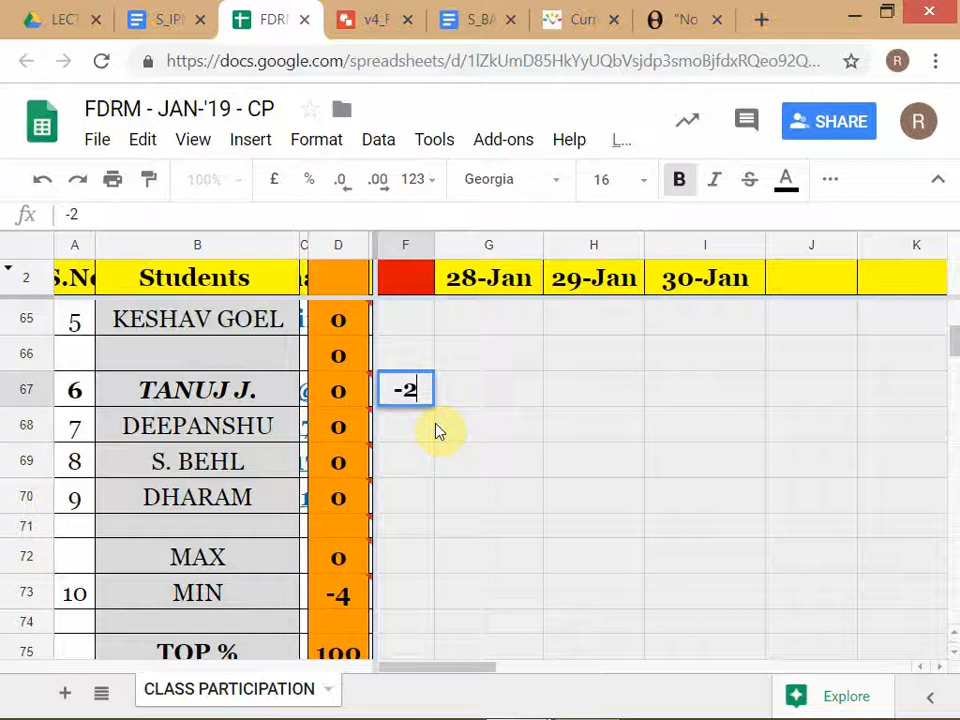 LECT
S_IPI
FDRM
v4_F
S_BA
Curr
"No
https://docs.google.com/spreadsheets/d/1lZkUmD85HkYyUQbVsjdp3smoBjfdxRQeo92Q...
R
FDRM - JAN-'19 - CP
SHARE
R
File Edit View Insert Format Data Tools Add-ons Help L...
100% £ % .0 .00 123 Georgia 16 B I S A
fx -2
A B C D F G H I J K
2 S.No Students 28-Jan 29-Jan 30-Jan
65 5 KESHAV GOEL 0
66 0
67 6 TANUJ J. 0 -2
68 7 DEEPANSHU 0
69 8 S. BEHL 0
70 9 DHARAM 0
71
72 MAX 0
73 10 MIN -4
74
75 TOP % 100
CLASS PARTICIPATION
Explore